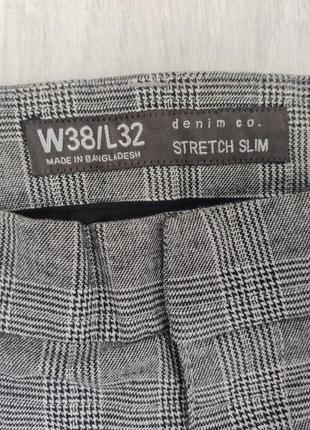 W38/L32
MADE IN BANGLADESH
denim co.
STRETCH SLIM